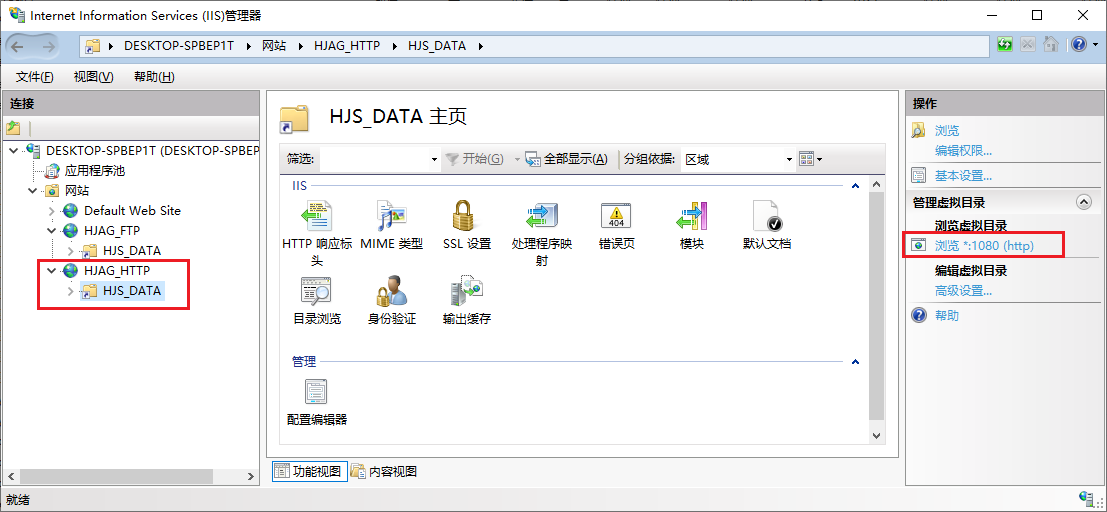 Internet Information Services (IIS)管理器
DESKTOP-SPBEP1T 网站 HJAG_HTTP HJS_DATA
文件(F) 视图(V) 帮助(H)
连接
DESKTOP-SPBEP1T (DESKTOP-SPBEP
应用程序池
网站
Default Web Site
HJAG_FTP
HJS_DATA
HJAG_HTTP
HJS_DATA
HJS_DATA 主页
筛选: 开始(G) 全部显示(A) 分组依据: 区域
IIS
HTTP 响应标头
MIME 类型
SSL 设置
处理程序映射
404
错误页
模块
默认文档
目录浏览
身份验证
输出缓存
管理
配置编辑器
功能视图 内容视图
操作
浏览
编辑权限...
基本设置...
管理虚拟目录
浏览虚拟目录
浏览 *:1080 (http)
编辑虚拟目录
高级设置...
帮助
就绪